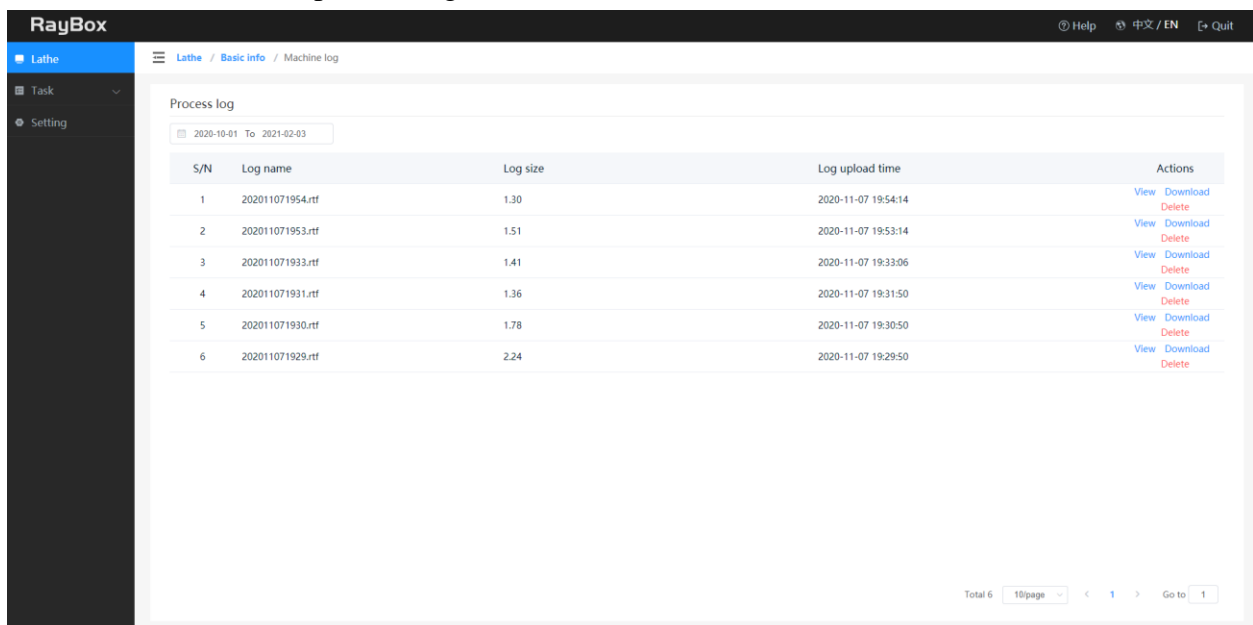 RayBox
Help 中文 / EN Quit
Lathe
Lathe / Basic info / Machine log
Task
Setting
Process log
2020-10-01 To 2021-02-03
S/N Log name Log size Log upload time Actions
1 202011071954.rtf 1.30 2020-11-07 19:54:14 View Download
Delete
2 202011071953.rtf 1.51 2020-11-07 19:53:14 View Download
Delete
3 202011071933.rtf 1.41 2020-11-07 19:33:06 View Download
Delete
4 202011071931.rtf 1.36 2020-11-07 19:31:50 View Download
Delete
5 202011071930.rtf 1.78 2020-11-07 19:30:50 View Download
Delete
6 202011071929.rtf 2.24 2020-11-07 19:29:50 View Download
Delete
Total 6 10/page < 1 > Go to 1